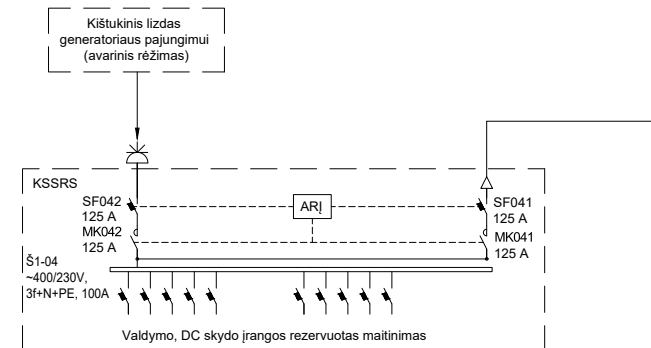 Kištukinis lizdas
generatoriaus pajungimui
(avarinis rėžimas)
KSSRS
SF042
125 A
MK042
125 A
ARĮ
SF041
125 A
MK041
125 A
Š1-04
~400/230V,
3f+N+PE, 100A
Valdymo, DC skydo įrangos rezervuotas maitinimas